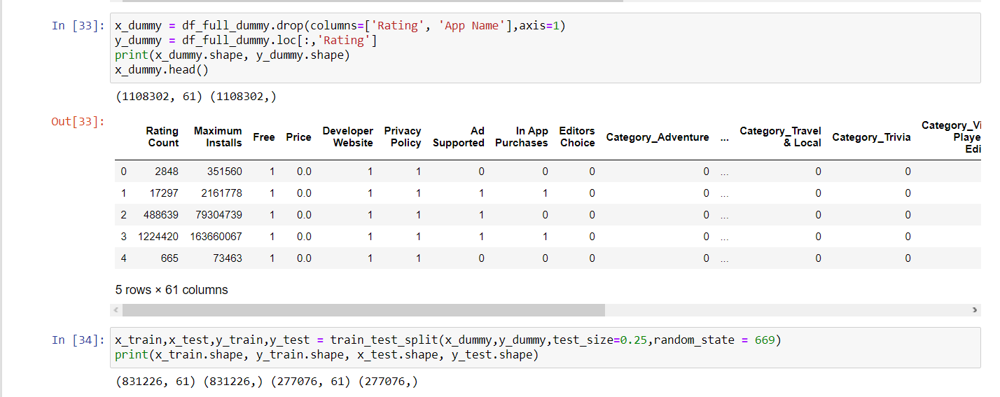 In [33]: x_dummy = df_full_dummy.drop(columns=['Rating', 'App Name'],axis=1)
y_dummy = df_full_dummy.loc[:,'Rating']
print(x_dummy.shape, y_dummy.shape)
x_dummy.head()
(1108302, 61) (1108302,)
Out[33]:
Rating Count Maximum Installs Free Price Developer Website Privacy Policy Ad Supported In App Purchases Editors Choice Category_Adventure ... Category_Travel & Local Category_Trivia Category_Vi Playe Edi
0 2848 351560 1 0.0 1 1 0 0 0 0 ... 0 0
1 17297 2161778 1 0.0 1 1 1 1 0 0 ... 0 0
2 488639 79304739 1 0.0 1 1 1 0 0 0 ... 0 0
3 1224420 163660067 1 0.0 1 1 1 1 0 0 ... 0 0
4 665 73463 1 0.0 1 1 0 0 0 0 ... 0 0
5 rows × 61 columns
In [34]: x_train,x_test,y_train,y_test = train_test_split(x_dummy,y_dummy,test_size=0.25,random_state = 669)
print(x_train.shape, y_train.shape, x_test.shape, y_test.shape)
(831226, 61) (831226,) (277076, 61) (277076,)